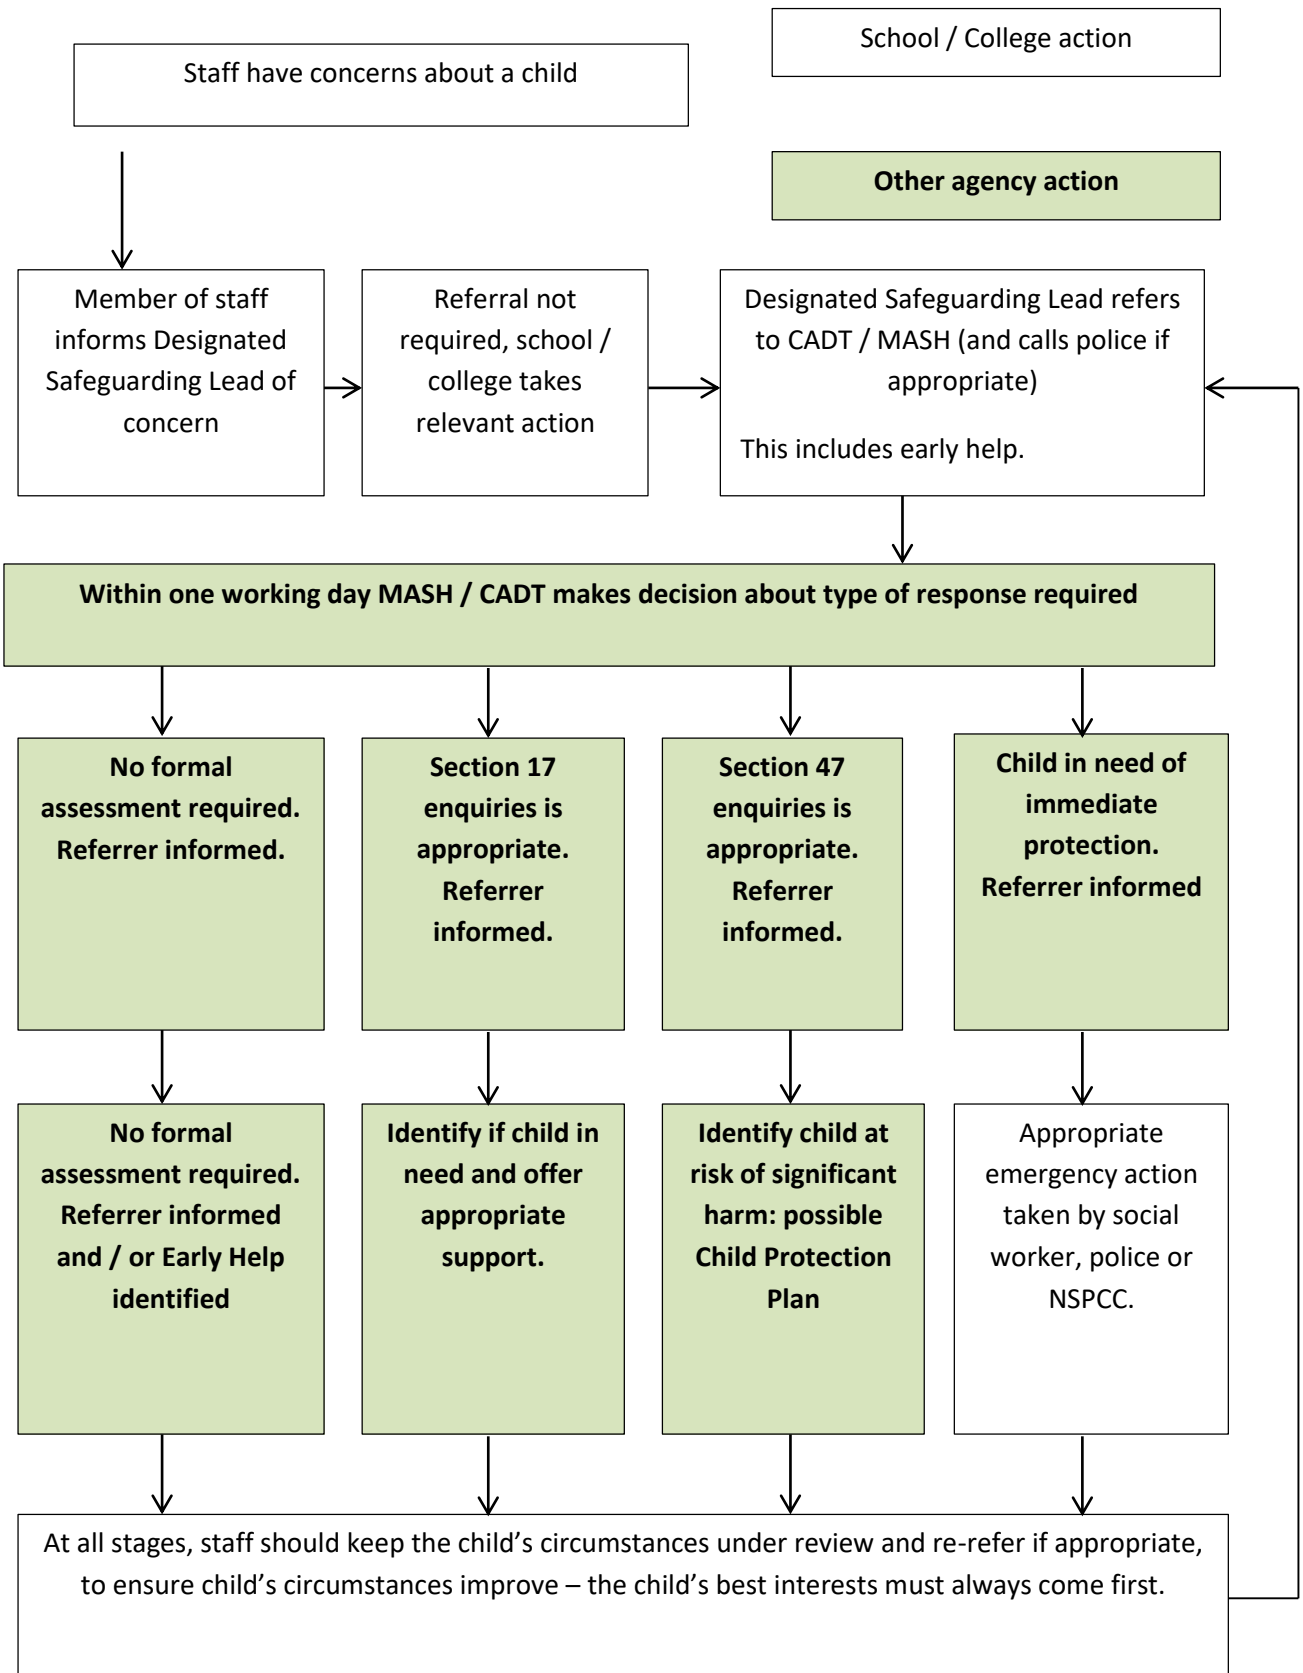 School / College action
Staff have concerns about a child
Other agency action
Member of staff
informs Designated
Safeguarding Lead of
concern
Referral not
required, school /
college takes
relevant action
Designated Safeguarding Lead refers
to CADT / MASH (and calls police if
appropriate)
This includes early help.
Within one working day MASH / CADT makes decision about type of response required
No formal
assessment required.
Referrer informed.
Section 17
enquiries is
appropriate.
Referrer
informed.
Section 47
enquiries is
appropriate.
Referrer
informed.
Child in need of
immediate
protection.
Referrer informed
No formal
assessment required.
Referrer informed
and / or Early Help
identified
Identify if child in
need and offer
appropriate
support.
Identify child at
risk of significant
harm: possible
Child Protection
Plan
Appropriate
emergency action
taken by social
worker, police or
NSPCC.
At all stages, staff should keep the child’s circumstances under review and re-refer if appropriate,
to ensure child’s circumstances improve – the child’s best interests must always come first.